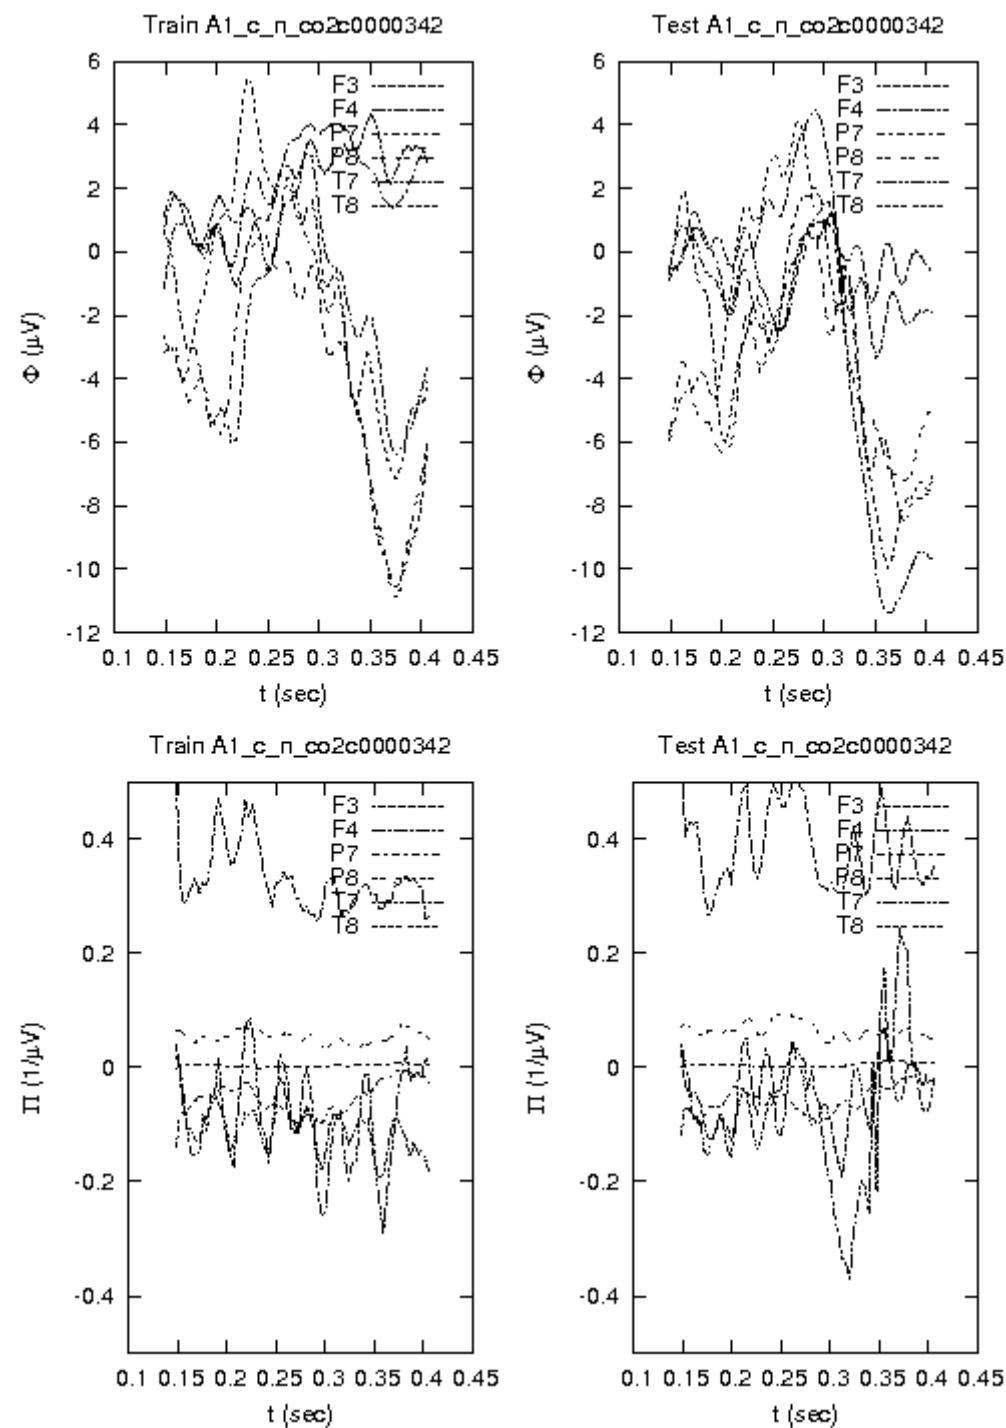 Train A1_c_n_co2c0000342
6
4
2
0
-2
-4
-6
-8
-10
-12
Φ (μV)
F3
F4
P7
P8
T7
T8
0.1 0.15 0.2 0.25 0.3 0.35 0.4 0.45
t (sec)
Test A1_c_n_co2c0000342
6
4
2
0
-2
-4
-6
-8
-10
-12
Φ (μV)
F3
F4
P7
P8
T7
T8
0.1 0.15 0.2 0.25 0.3 0.35 0.4 0.45
t (sec)
Train A1_c_n_co2c0000342
0.4
0.2
0
-0.2
-0.4
Π (1/μV)
F3
F4
P7
P8
T7
T8
0.1 0.15 0.2 0.25 0.3 0.35 0.4 0.45
t (sec)
Test A1_c_n_co2c0000342
0.4
0.2
0
-0.2
-0.4
Π (1/μV)
F3
F4
P7
P8
T7
T8
0.1 0.15 0.2 0.25 0.3 0.35 0.4 0.45
t (sec)